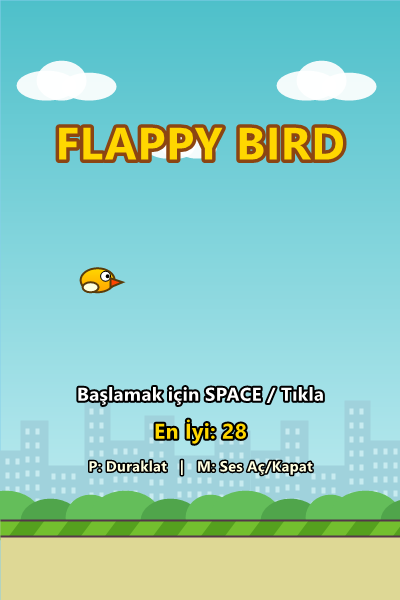 FLAPPY BIRD
Başlamak için SPACE / Tıkla
En İyi: 28
P: Duraklat | M: Ses Aç/Kapat